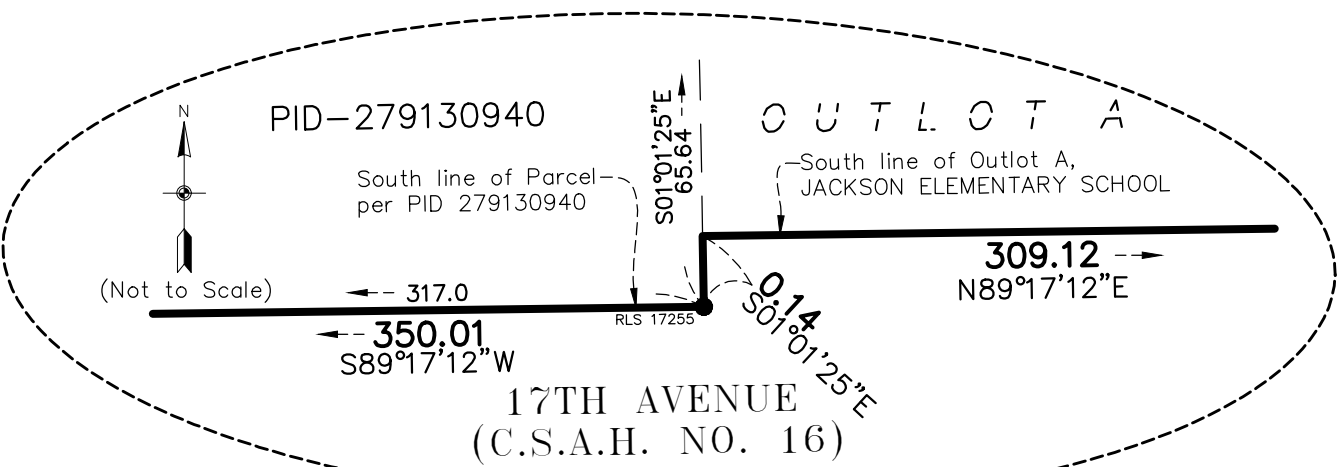 N
(Not to Scale)
PID-279130940
South line of Parcel
per PID 279130940
S01°01'25"E
65.64
OUTLOT A
South line of Outlot A,
JACKSON ELEMENTARY SCHOOL
309.12
N89°17'12"E
0.14
S01°01'25"E
317.0
RLS 17255
350.01
S89°17'12"W
17TH AVENUE
(C.S.A.H. NO. 16)